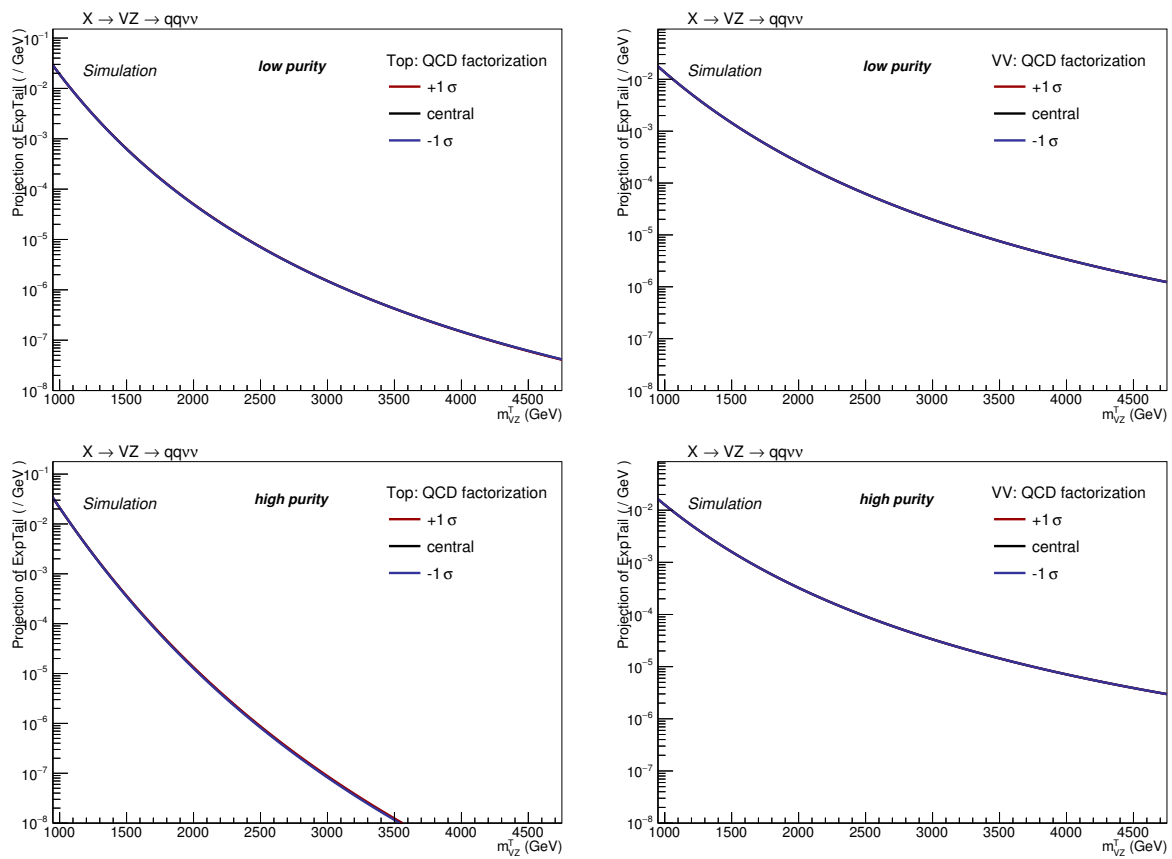 X → VZ → qqνν
Projection of ExpTail ( / GeV )
Simulation
low purity
Top: QCD factorization
+1 σ
central
-1 σ
10⁻¹
10⁻²
10⁻³
10⁻⁴
10⁻⁵
10⁻⁶
10⁻⁷
10⁻⁸
1000 1500 2000 2500 3000 3500 4000 4500
m^T_VZ (GeV)
X → VZ → qqνν
Projection of ExpTail ( / GeV )
Simulation
low purity
VV: QCD factorization
+1 σ
central
-1 σ
10⁻²
10⁻³
10⁻⁴
10⁻⁵
10⁻⁶
10⁻⁷
10⁻⁸
1000 1500 2000 2500 3000 3500 4000 4500
m^T_VZ (GeV)
X → VZ → qqνν
Projection of ExpTail ( / GeV )
Simulation
high purity
Top: QCD factorization
+1 σ
central
-1 σ
10⁻¹
10⁻²
10⁻³
10⁻⁴
10⁻⁵
10⁻⁶
10⁻⁷
10⁻⁸
1000 1500 2000 2500 3000 3500 4000 4500
m^T_VZ (GeV)
X → VZ → qqνν
Projection of ExpTail ( / GeV )
Simulation
high purity
VV: QCD factorization
+1 σ
central
-1 σ
10⁻²
10⁻³
10⁻⁴
10⁻⁵
10⁻⁶
10⁻⁷
10⁻⁸
1000 1500 2000 2500 3000 3500 4000 4500
m^T_VZ (GeV)